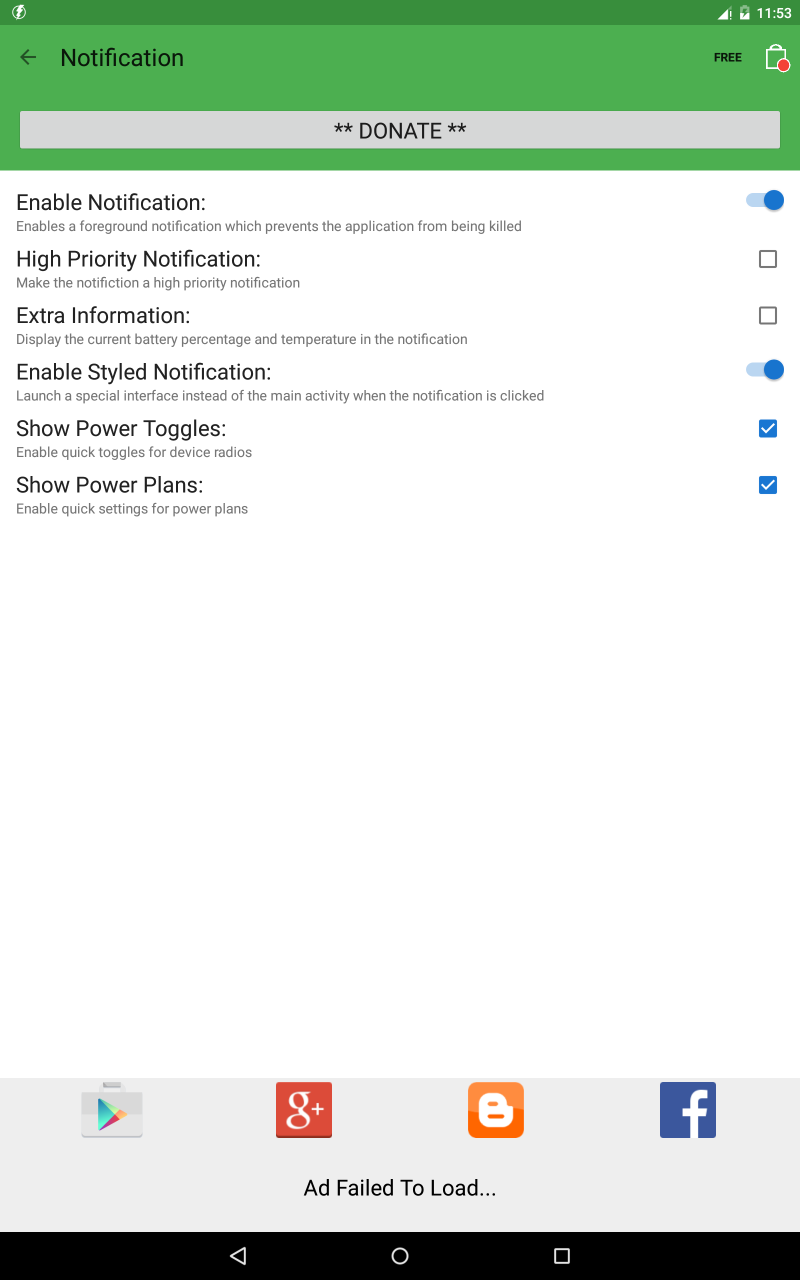 11:53
Notification
FREE
** DONATE **
Enable Notification:
Enables a foreground notification which prevents the application from being killed
High Priority Notification:
Make the notifiction a high priority notification
Extra Information:
Display the current battery percentage and temperature in the notification
Enable Styled Notification:
Launch a special interface instead of the main activity when the notification is clicked
Show Power Toggles:
Enable quick toggles for device radios
Show Power Plans:
Enable quick settings for power plans
g+
Ad Failed To Load...